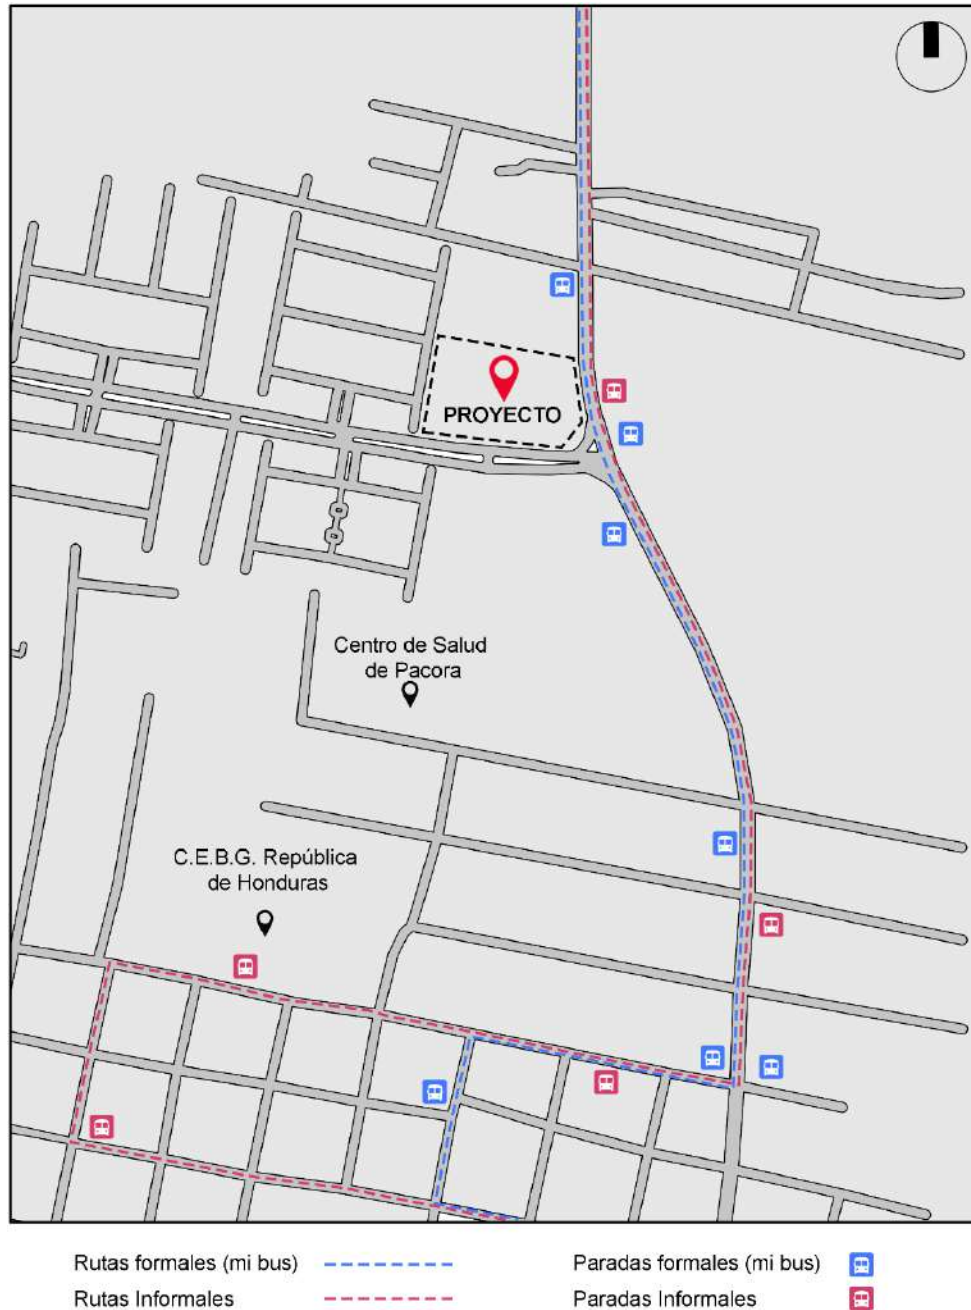 PROYECTO
Centro de Salud
de Pacora
C.E.B.G. República
de Honduras
Rutas formales (mi bus)
Paradas formales (mi bus)
Rutas Informales
Paradas Informales